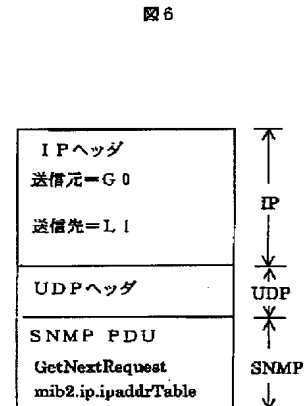 図6
IPヘッダ
送信元=G0
送信先=L1
IP
UDPヘッダ
UDP
SNMP PDU
GetNextRequest
mib2.ip.ipaddrTable
SNMP